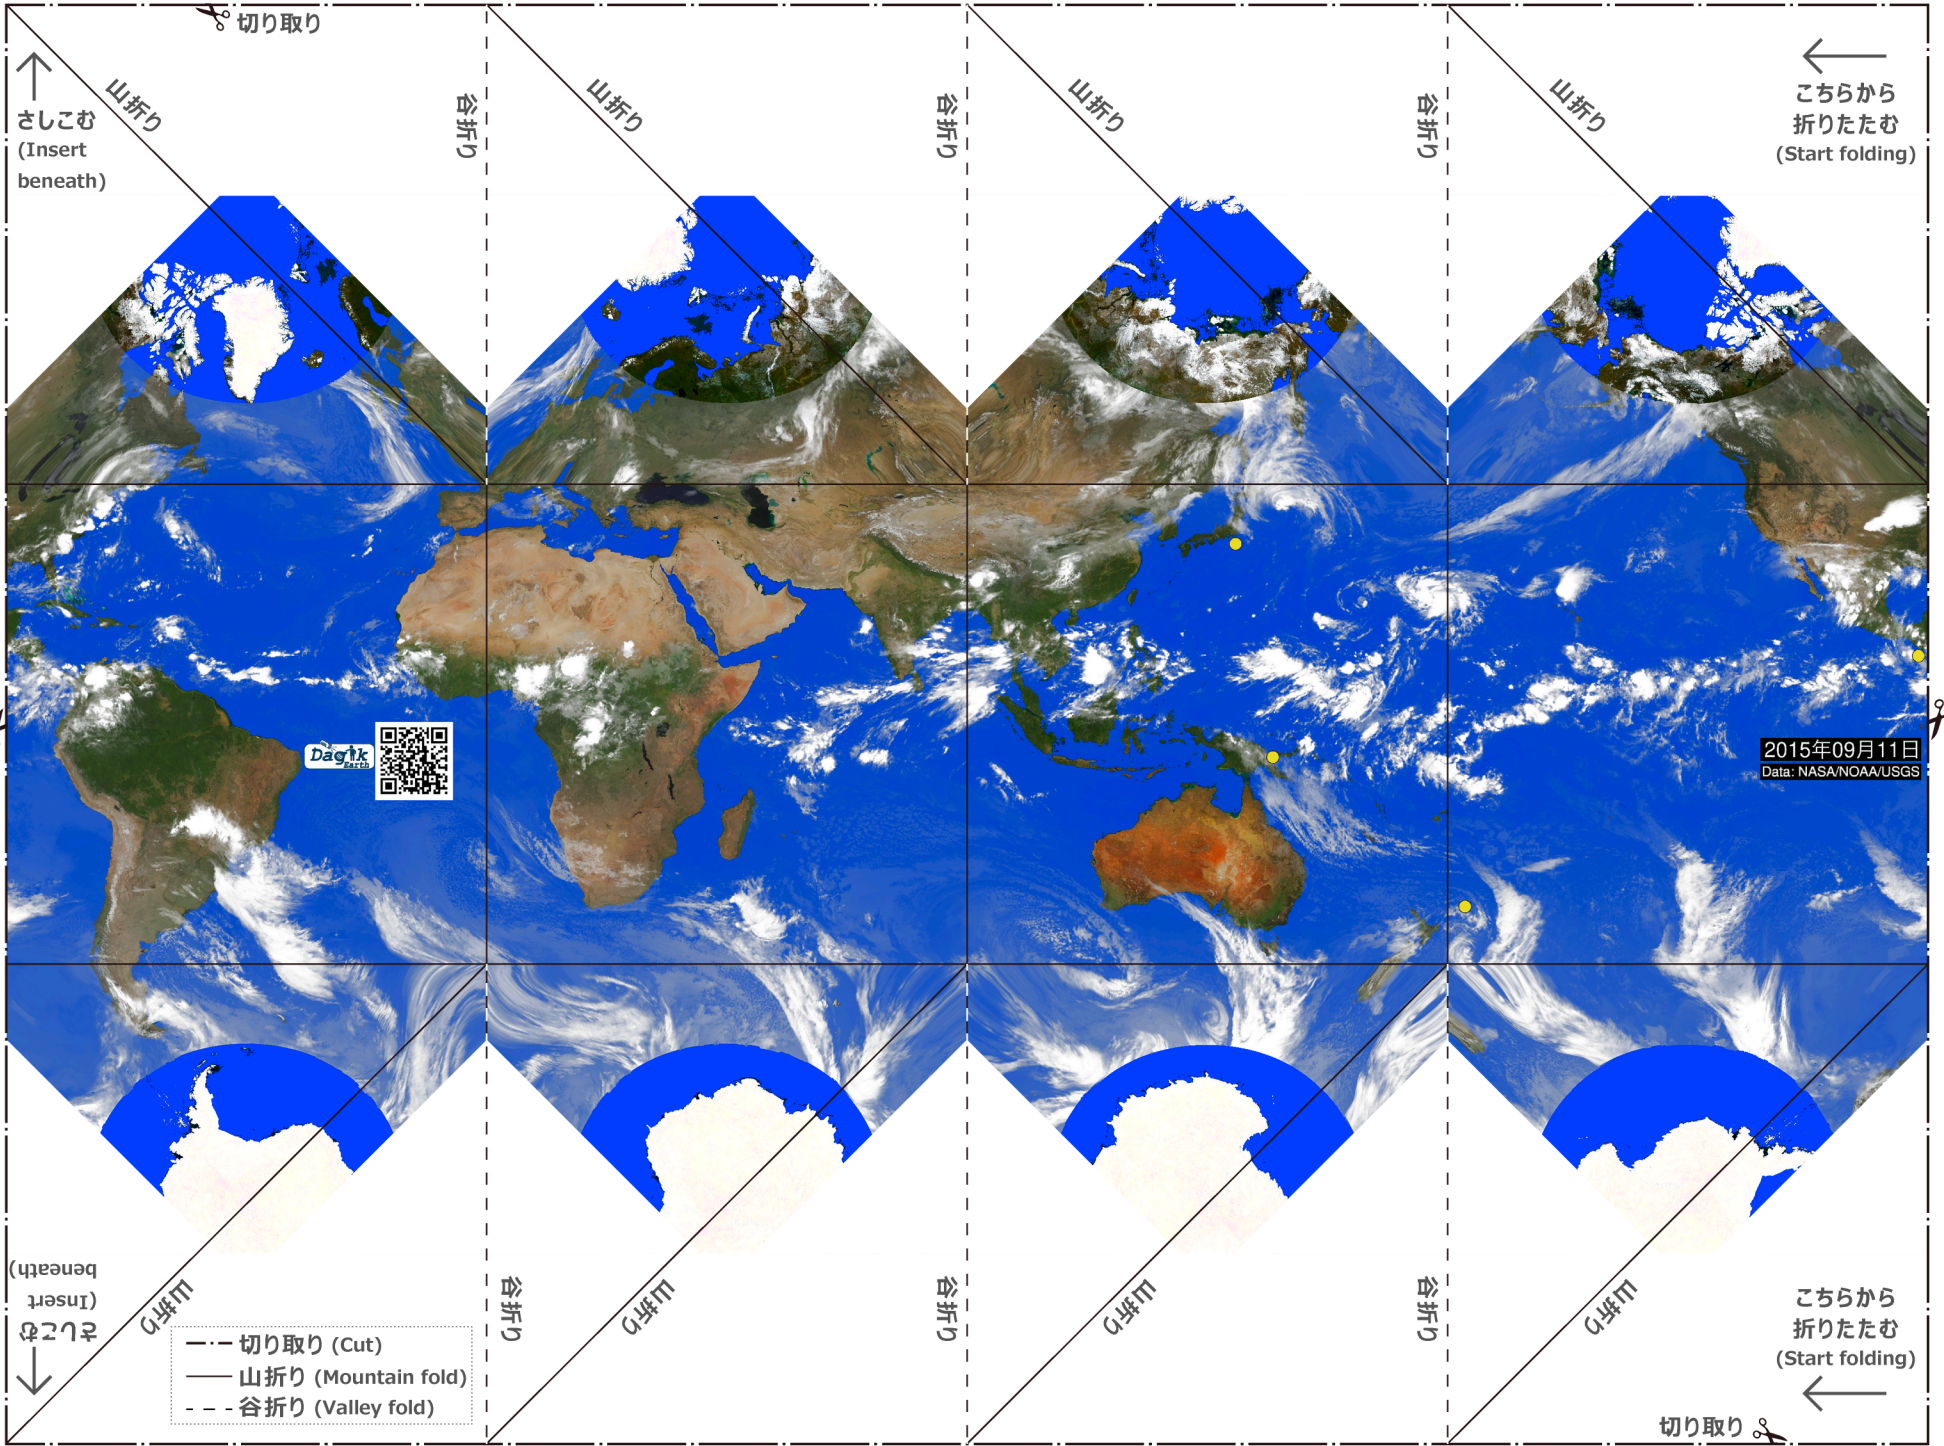 切り取り
山折り
谷折り
山折り
谷折り
山折り
谷折り
山折り
さしこむ
(Insert
beneath)
こちらから
折りたたむ
(Start folding)
Dagik
Earth
2015年09月11日
Data: NASA/NOAA/USGS
さしこむ
(Insert
beneath)
山折り
谷折り
山折り
谷折り
山折り
谷折り
山折り
切り取り (Cut)
山折り (Mountain fold)
谷折り (Valley fold)
こちらから
折りたたむ
(Start folding)
切り取り